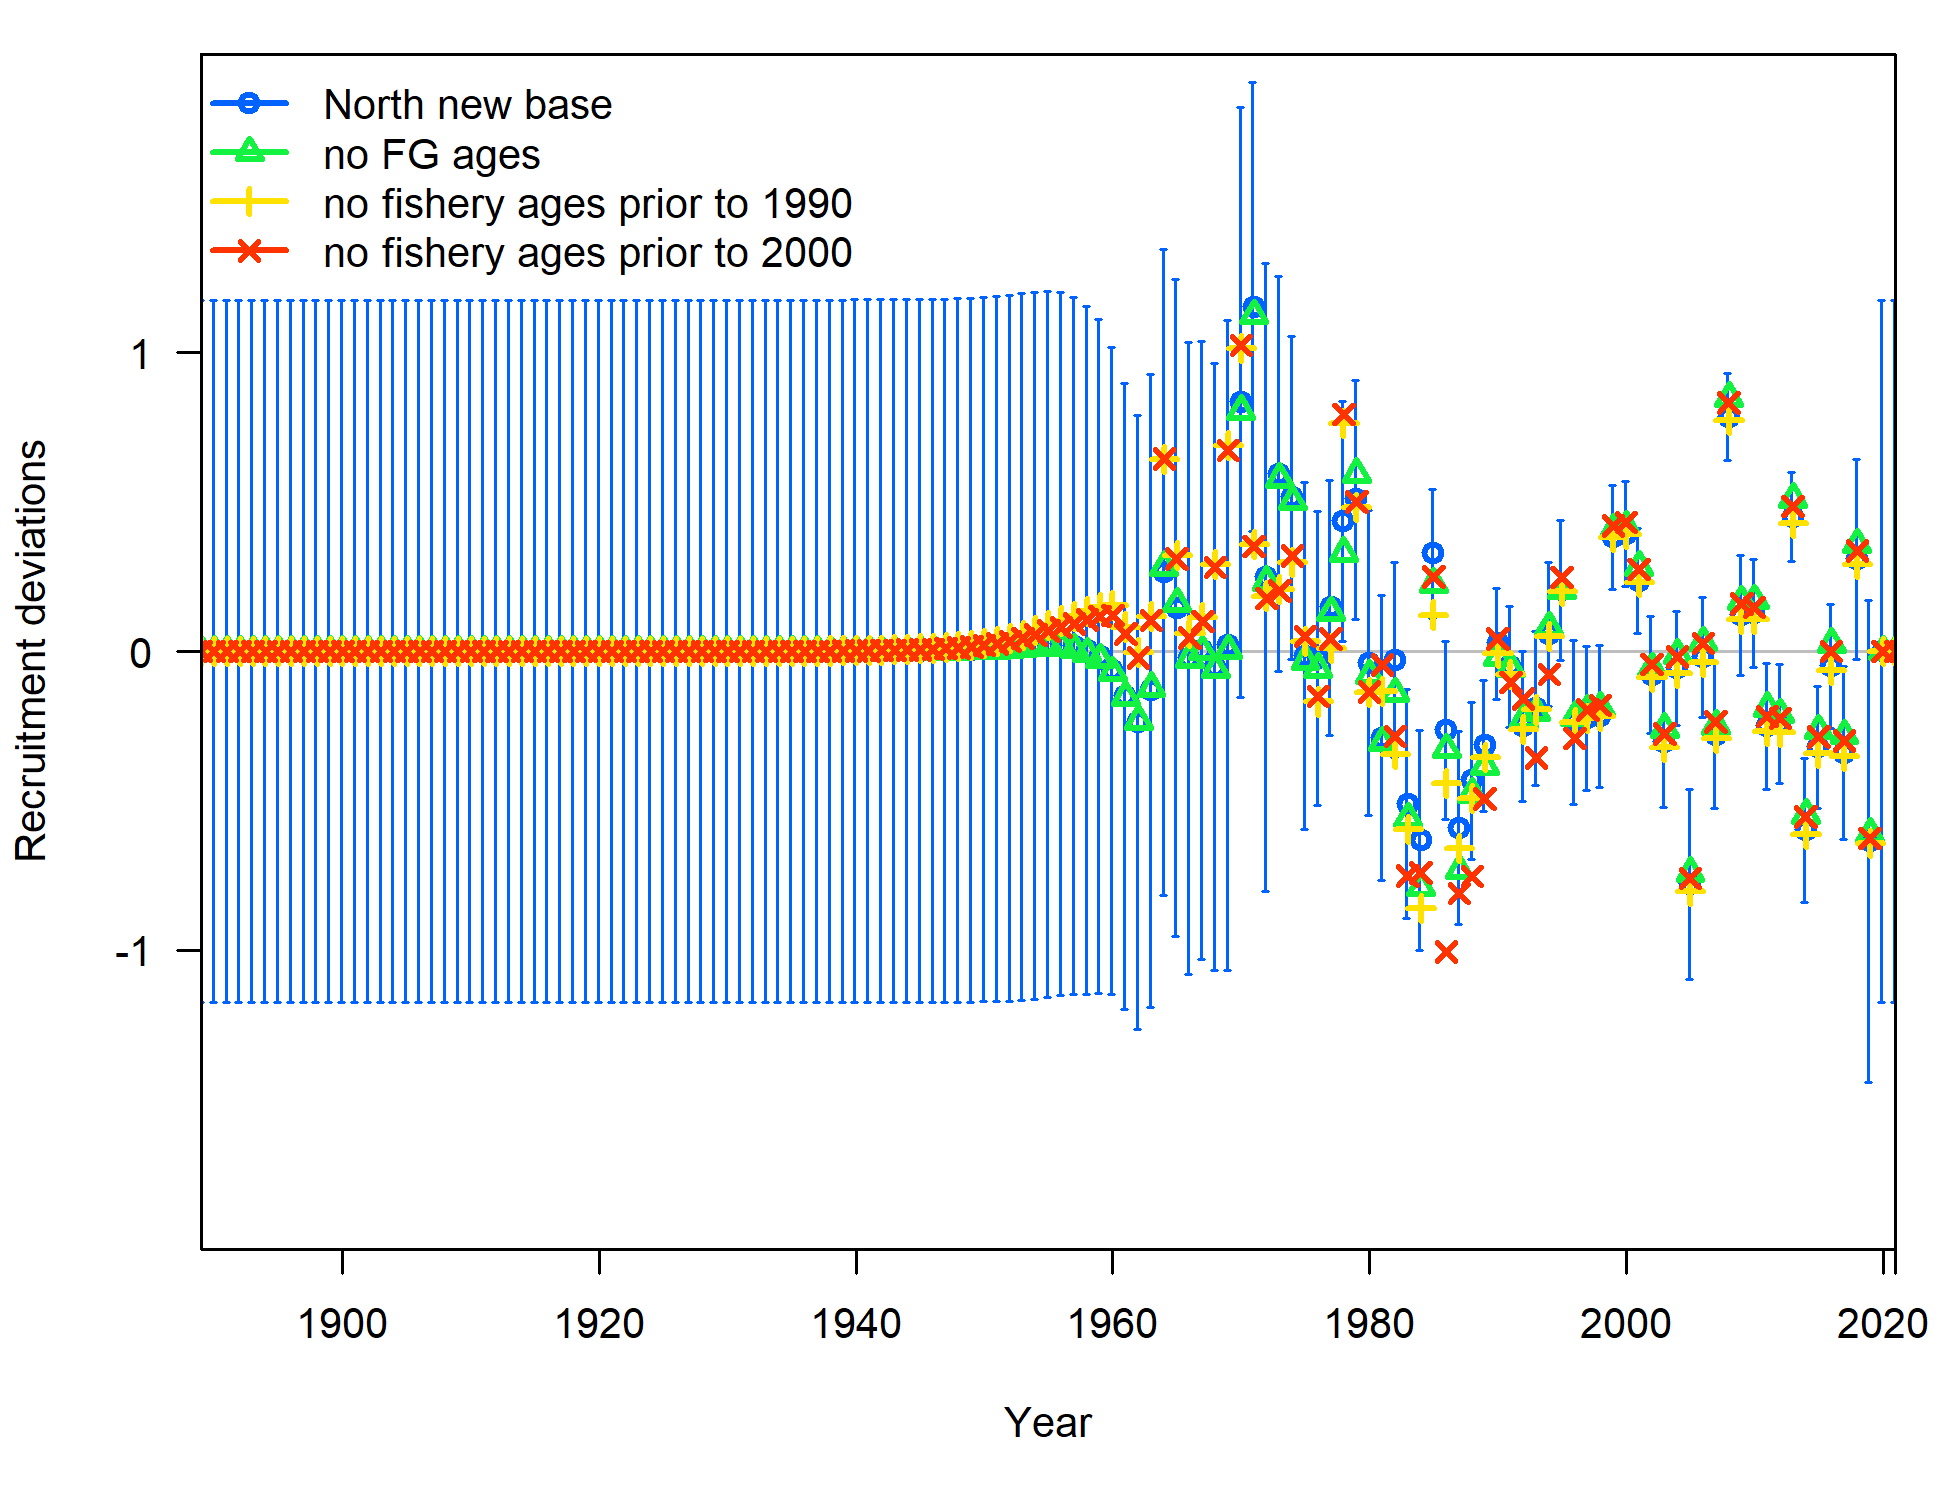 North new base
no FG ages
no fishery ages prior to 1990
no fishery ages prior to 2000
Recruitment deviations
1
0
-1
1900 1920 1940 1960 1980 2000 2020
Year